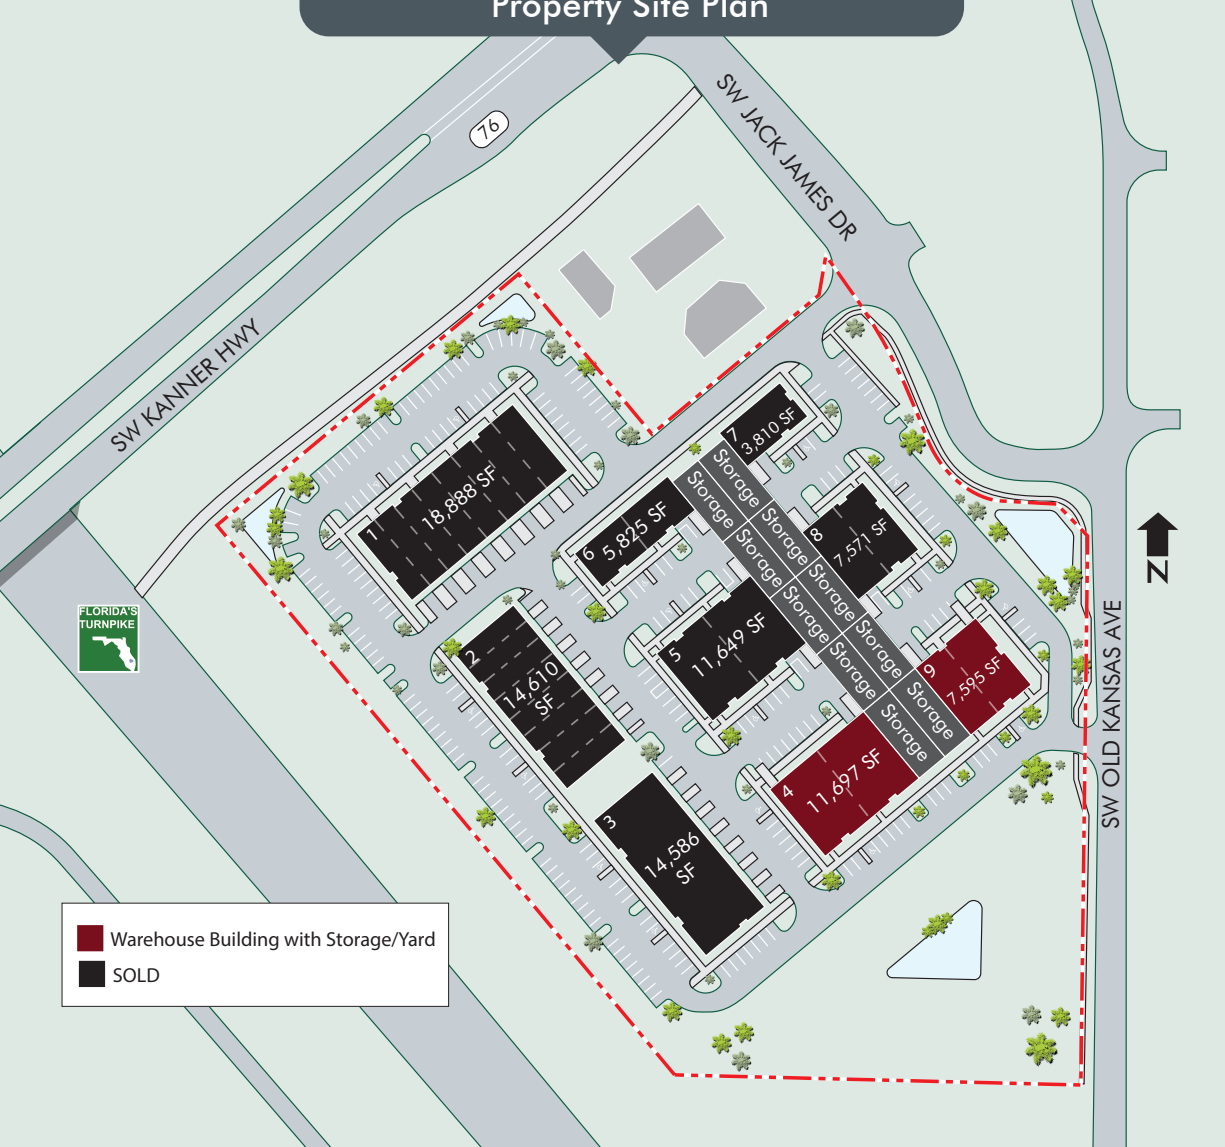 Property Site Plan
76
SW JACK JAMES DR
SW KANNER HWY
FLORIDA'S
TURNPIKE
1
18,888 SF
2
14,610
SF
3
14,586
SF
4
11,697 SF
5
11,649 SF
6
5,825 SF
7
3,810 SF
8
7,571 SF
9
7,595 SF
Storage
Storage
Storage
Storage
Storage
Storage
Storage
Storage
Storage
Storage
N
SW OLD KANSAS AVE
Warehouse Building with Storage/Yard
SOLD